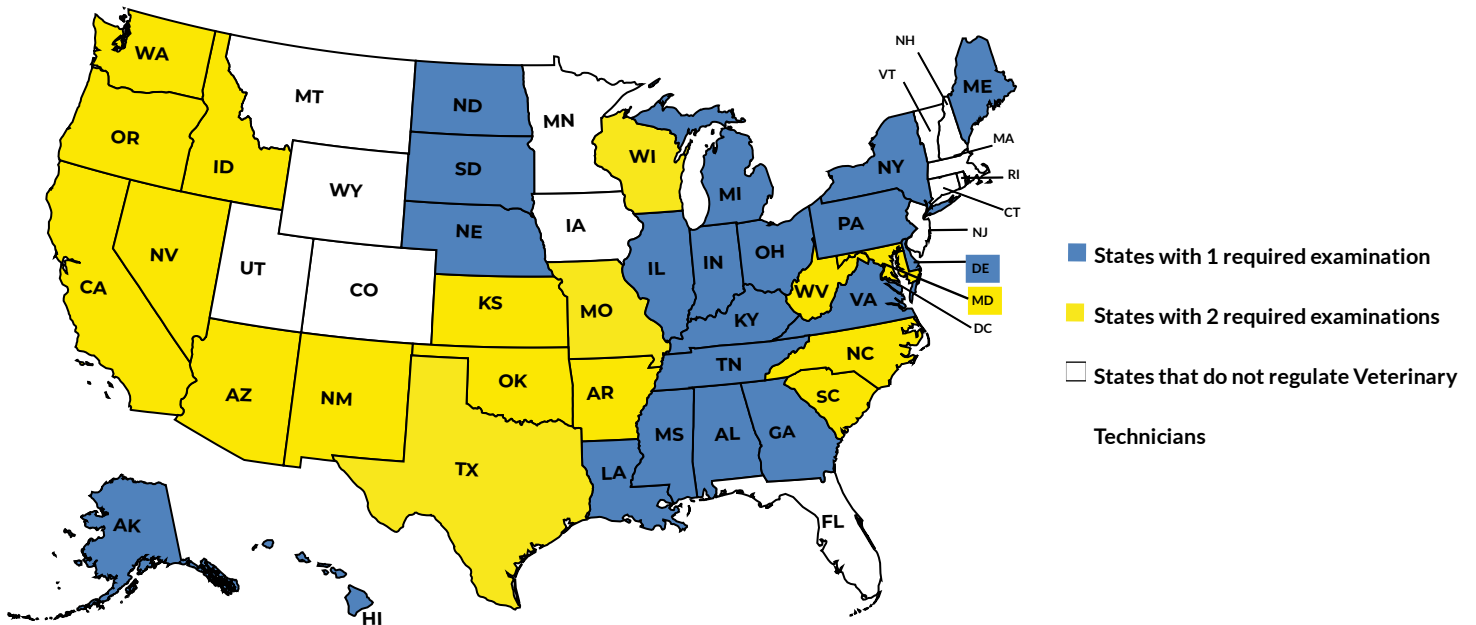 NH
WA
VT
ME
MT
ND
MN
OR
MA
WI
NY
ID
SD
RI
WY
MI
CT
PA
IA
NE
NJ
OH
NV
UT
IL
IN
DE
CO
CA
WV
VA
MD
KS
MO
KY
DC
NC
TN
OK
AR
AZ
NM
SC
MS
AL
GA
TX
LA
AK
FL
HI
States with 1 required examination
States with 2 required examinations
States that do not regulate Veterinary
Technicians